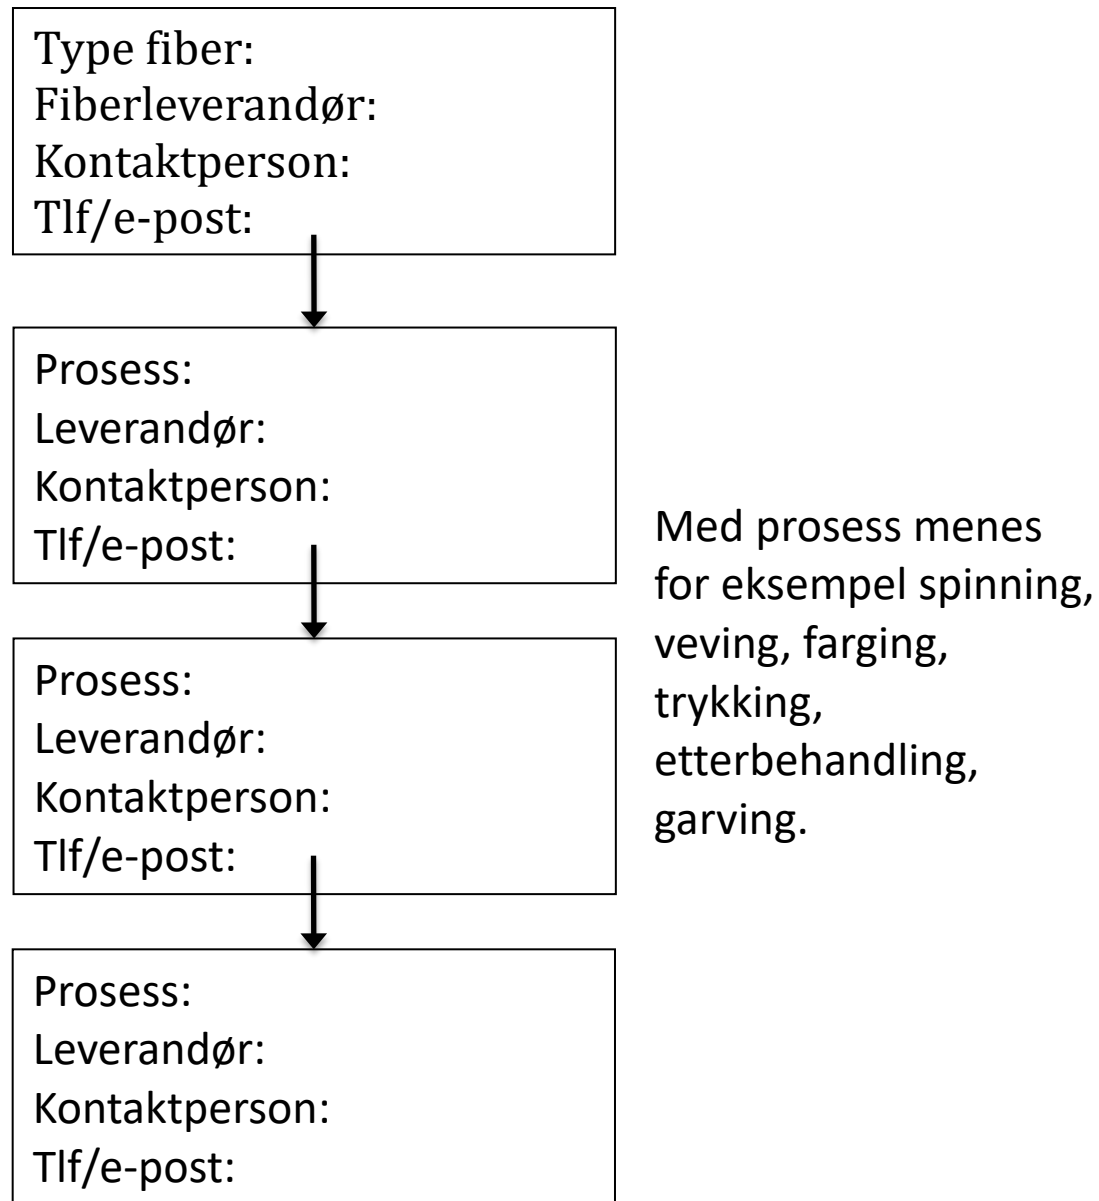 Type fiber:
Fiberleverandør:
Kontaktperson:
Tlf/e-post:
Prosess:
Leverandør:
Kontaktperson:
Tlf/e-post:
Prosess:
Leverandør:
Kontaktperson:
Tlf/e-post:
Prosess:
Leverandør:
Kontaktperson:
Tlf/e-post:
Med prosess menes
for eksempel spinning,
veving, farging,
trykking,
etterbehandling,
garving.